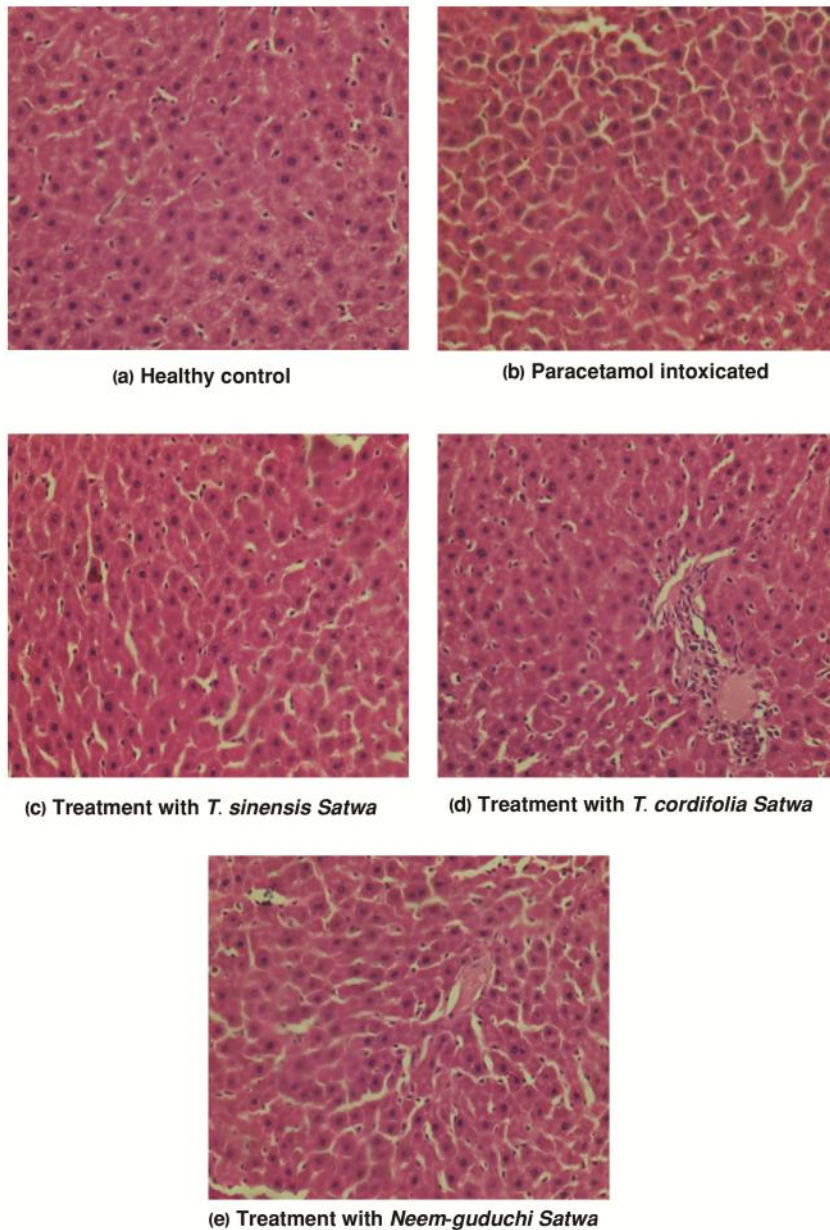 (a) Healthy control
(b) Paracetamol intoxicated
(c) Treatment with T. sinensis Satwa
(d) Treatment with T. cordifolia Satwa
(e) Treatment with Neem-guduchi Satwa